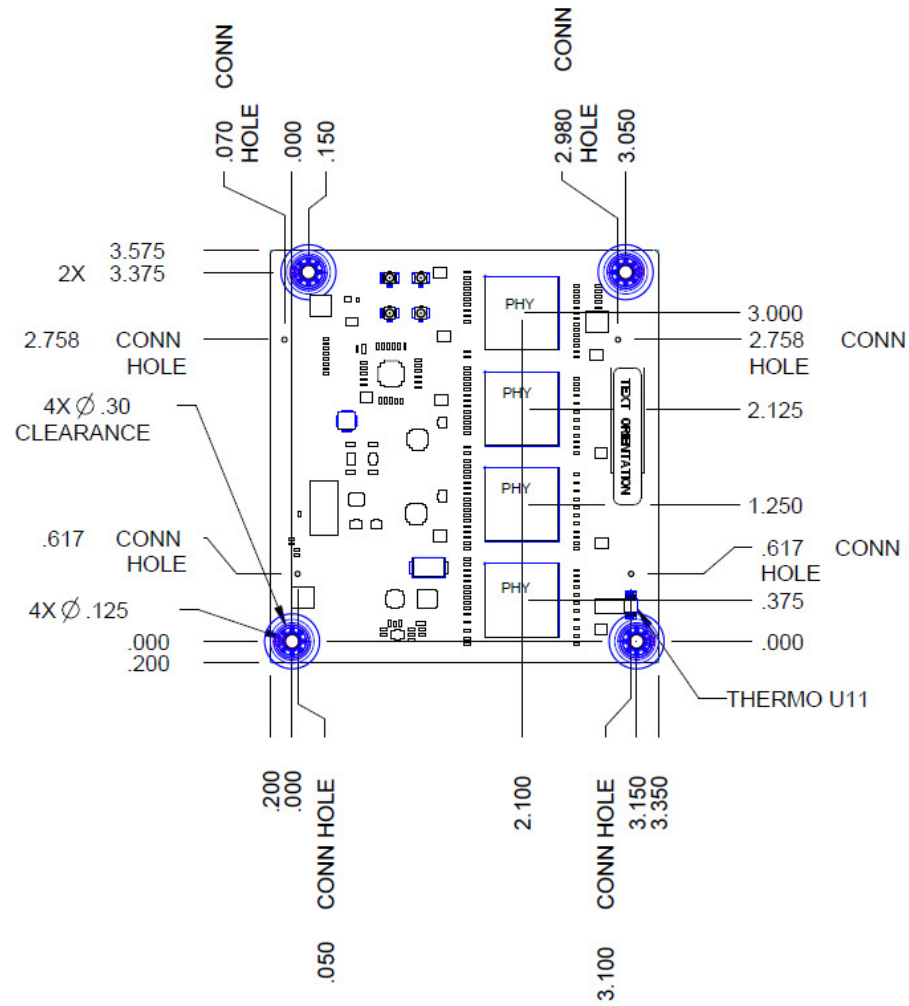 .070 CONN
HOLE
.000
.150
2.980 CONN
HOLE
3.050
3.575
2X 3.375
2.758 CONN
HOLE
4X Ø .30
CLEARANCE
.617 CONN
HOLE
4X Ø .125
.000
.200
PHY
PHY
PHY
PHY
TEXT ORIENTATION
3.000
2.758 CONN
HOLE
2.125
1.250
.617 CONN
HOLE
.375
.000
THERMO U11
.200
.000
.050 CONN HOLE
2.100
3.100 CONN HOLE
3.150
3.350